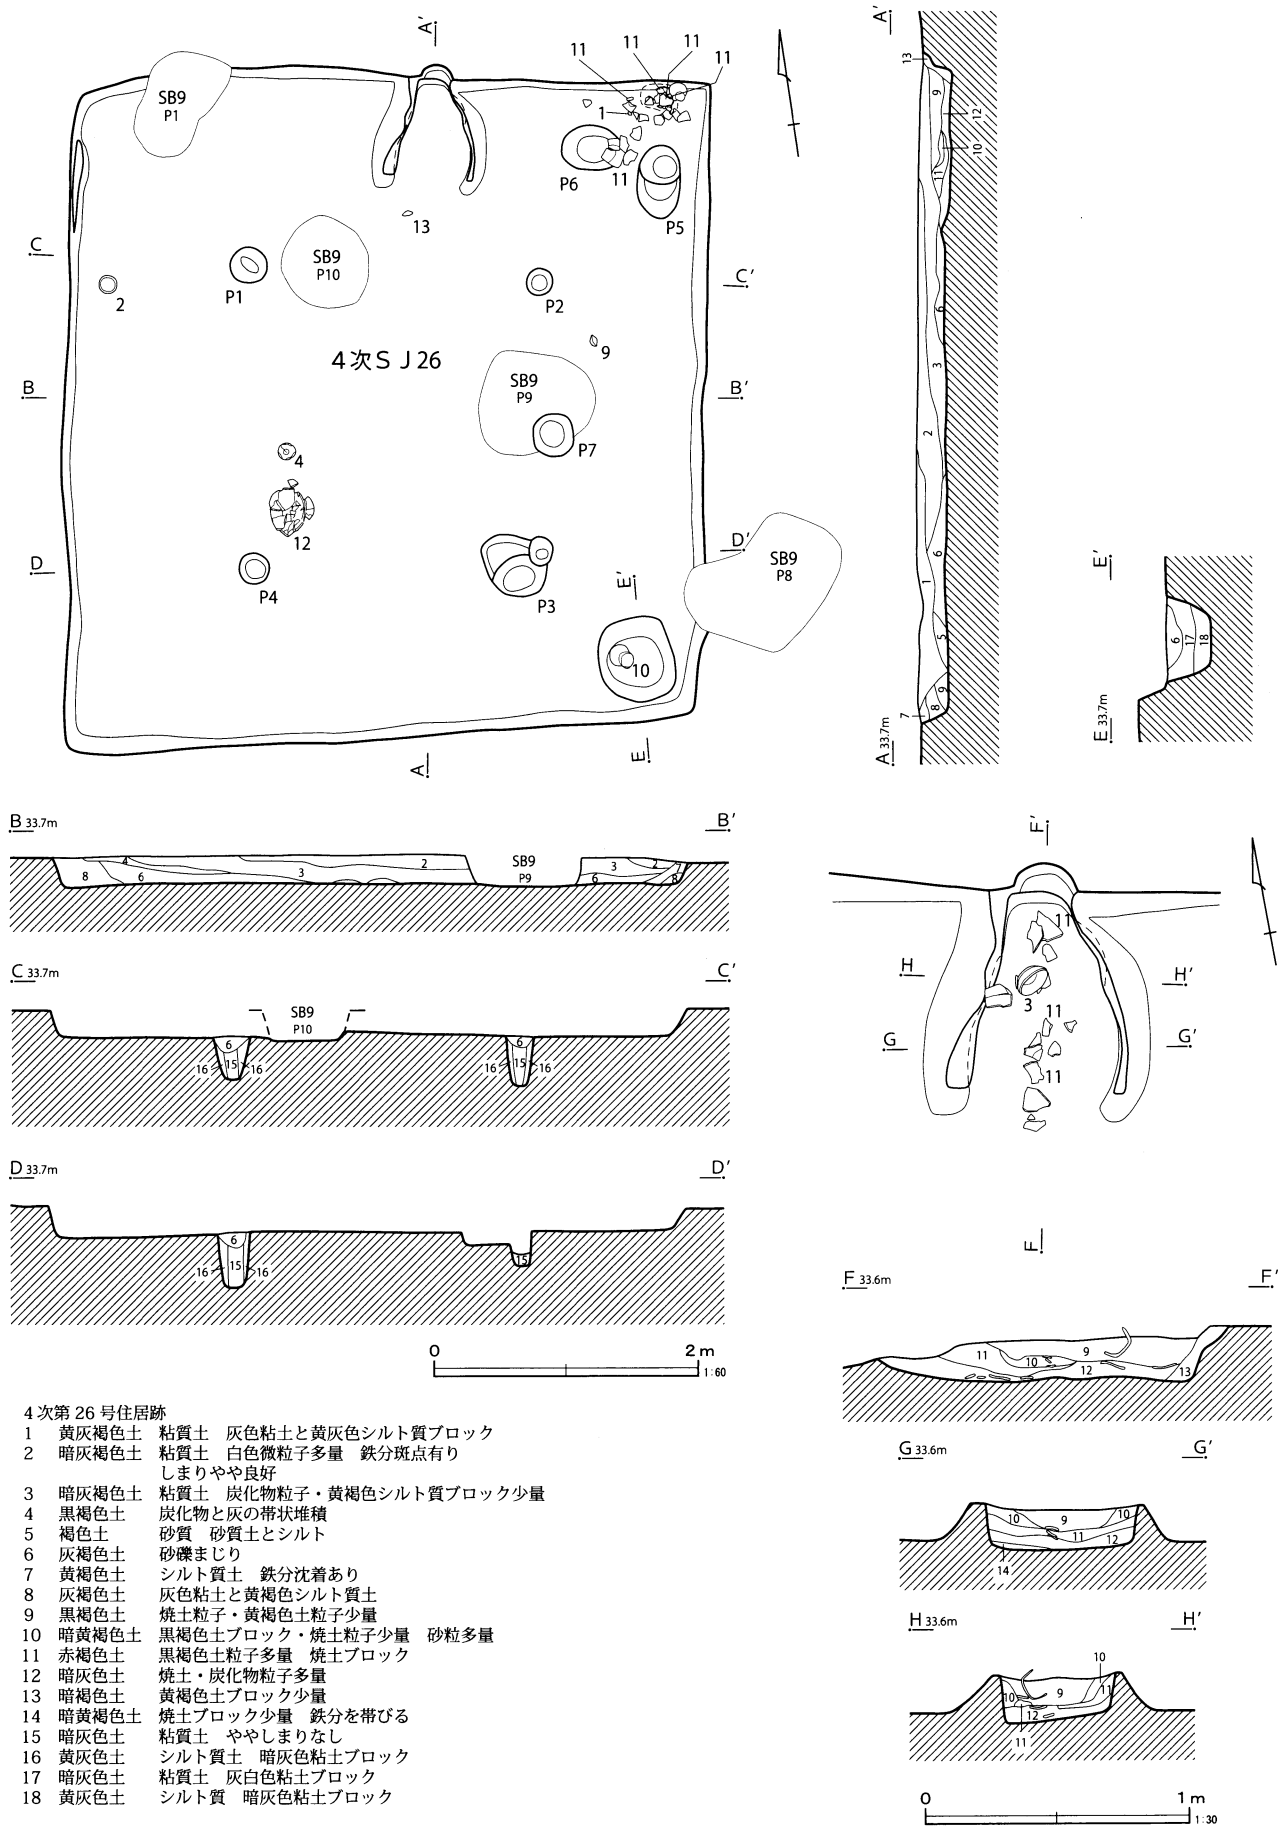 A′
11
11
11
11
SB9
P1
1
P6
11
P5
13
C
SB9
P10
C′
2
P1
P2
9
4次ＳＪ26
B
SB9
P9
B′
P7
4
12
D
D′
SB9
P8
P4
P3
E′
10
A
E
A′
13
9
12
10
11
6
3
2
6
1
5
9
8
7
A 33.7m
E′
6
17
18
E 33.7m
B 33.7m
B′
8
4
6
3
2
SB9
P9
3
2
6
8
C 33.7m
C′
SB9
P10
6
16
15
16
6
16
15
16
D 33.7m
D′
6
16
15
16
15
0
2 m
1:60
F′
11
H
H′
3
11
G
G′
11
F
F 33.6m
F′
11
10
9
12
13
G 33.6m
G′
10
9
10
11
12
14
H 33.6m
H′
10
10
9
11
12
11
0
1 m
1:30
4次第26号住居跡
1 黄灰褐色土 粘質土 灰色粘土と黄灰色シルト質ブロック
2 暗灰褐色土 粘質土 白色微粒子多量 鉄分斑点有り
しまりやや良好
3 暗灰褐色土 粘質土 炭化物粒子・黄褐色シルト質ブロック少量
4 黒褐色土 炭化物と灰の帯状堆積
5 褐色土 砂質 砂質土とシルト
6 灰褐色土 砂礫まじり
7 黄褐色土 シルト質土 鉄分沈着あり
8 灰褐色土 灰色粘土と黄褐色シルト質土
9 黒褐色土 焼土粒子・黄褐色土粒子少量
10 暗黄褐色土 黒褐色土ブロック・焼土粒子少量 砂粒多量
11 赤褐色土 黒褐色土粒子多量 焼土ブロック
12 暗灰色土 焼土・炭化物粒子多量
13 暗褐色土 黄褐色土ブロック少量
14 暗黄褐色土 焼土ブロック少量 鉄分を帯びる
15 暗灰色土 粘質土 ややしまりなし
16 黄灰色土 シルト質土 暗灰色粘土ブロック
17 暗灰色土 粘質土 灰白色粘土ブロック
18 黄灰色土 シルト質 暗灰色粘土ブロック